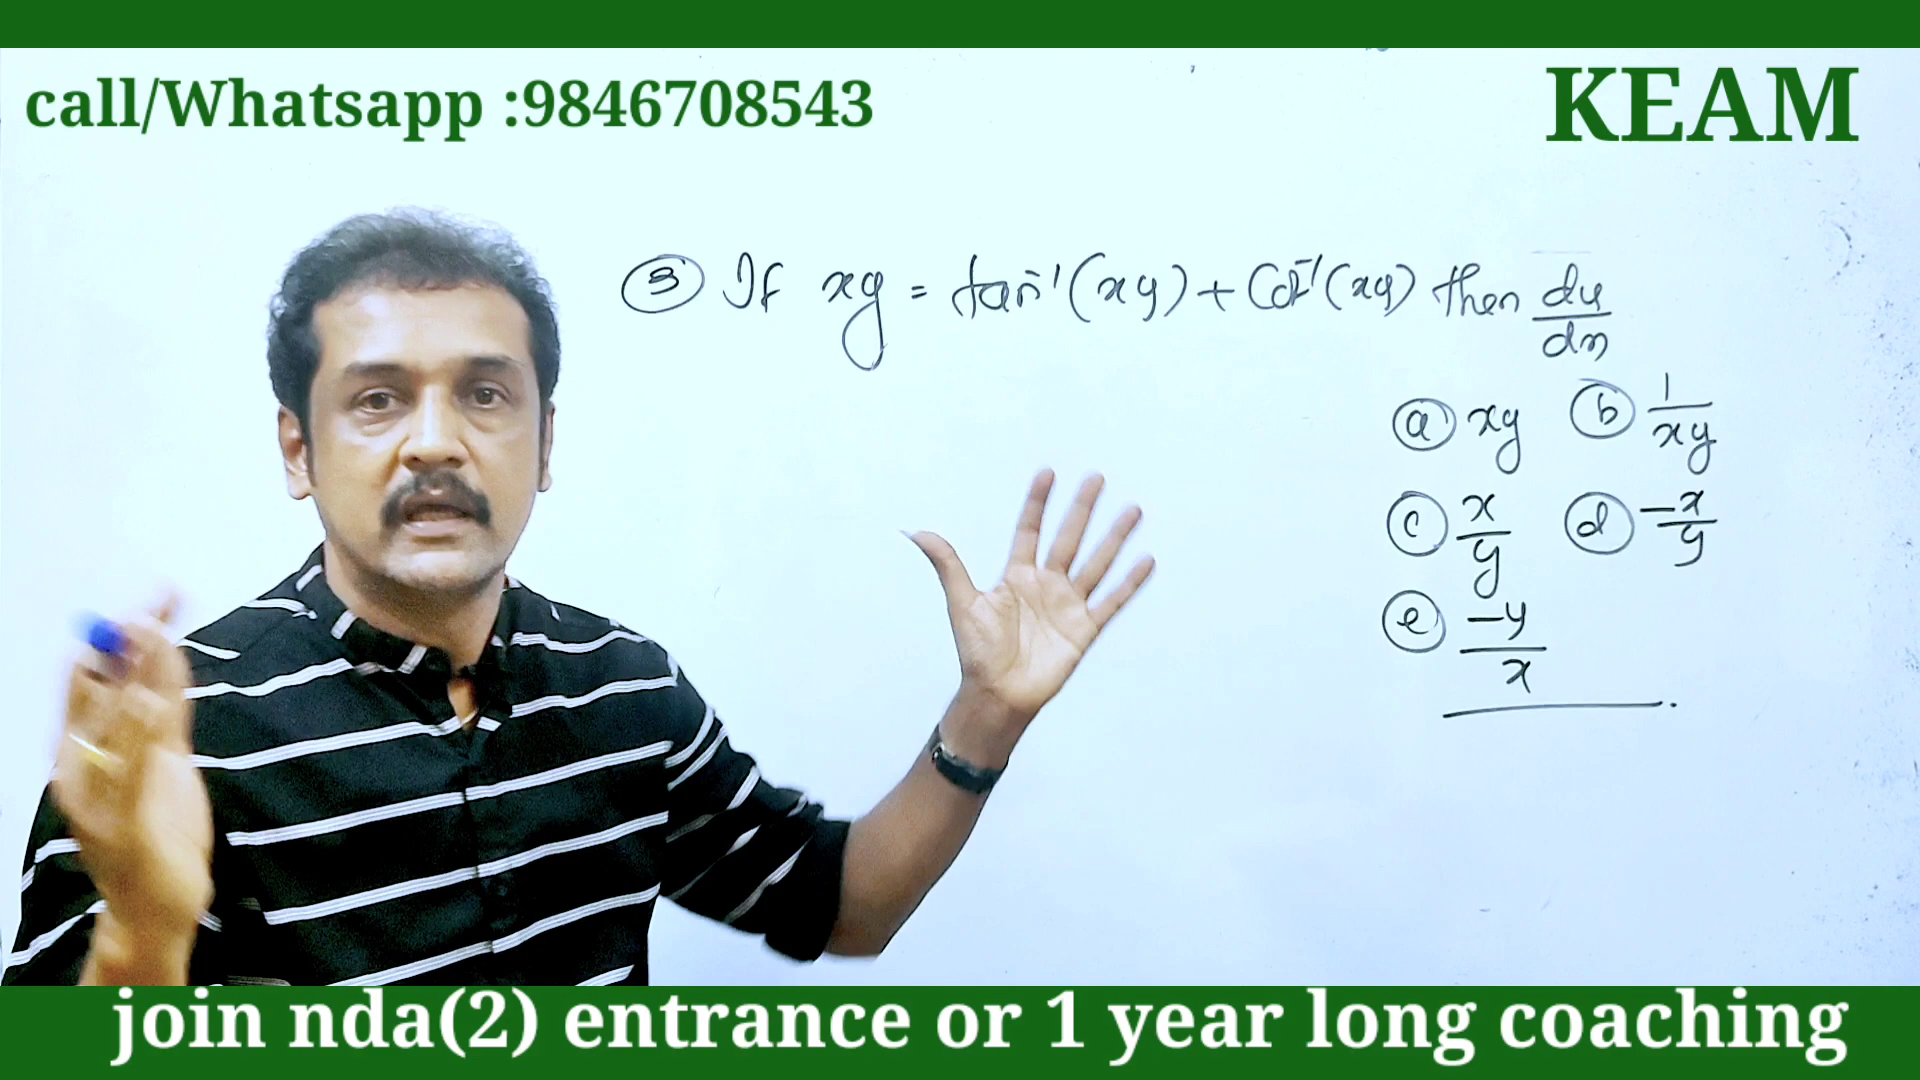 call/Whatsapp :9846708543
KEAM
③ If xy = tan⁻¹(xy) + Cot⁻¹(xy) then dy/dx
ⓐ xy ⓑ 1/xy
ⓒ x/y ⓓ -x/y
ⓔ -y/x
join nda(2) entrance or 1 year long coaching